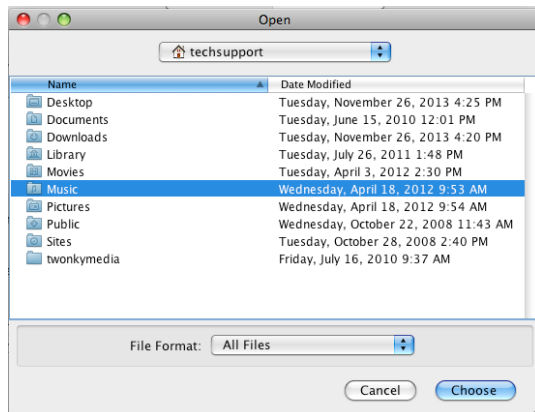 Open
techsupport
Name Date Modified
Desktop Tuesday, November 26, 2013 4:25 PM
Documents Tuesday, June 15, 2010 12:01 PM
Downloads Tuesday, November 26, 2013 4:20 PM
Library Tuesday, July 26, 2011 1:48 PM
Movies Tuesday, April 3, 2012 2:30 PM
Music Wednesday, April 18, 2012 9:53 AM
Pictures Wednesday, April 18, 2012 9:54 AM
Public Wednesday, October 22, 2008 11:43 AM
Sites Tuesday, October 28, 2008 2:40 PM
twonkymedia Friday, July 16, 2010 9:37 AM
File Format: All Files
Cancel Choose